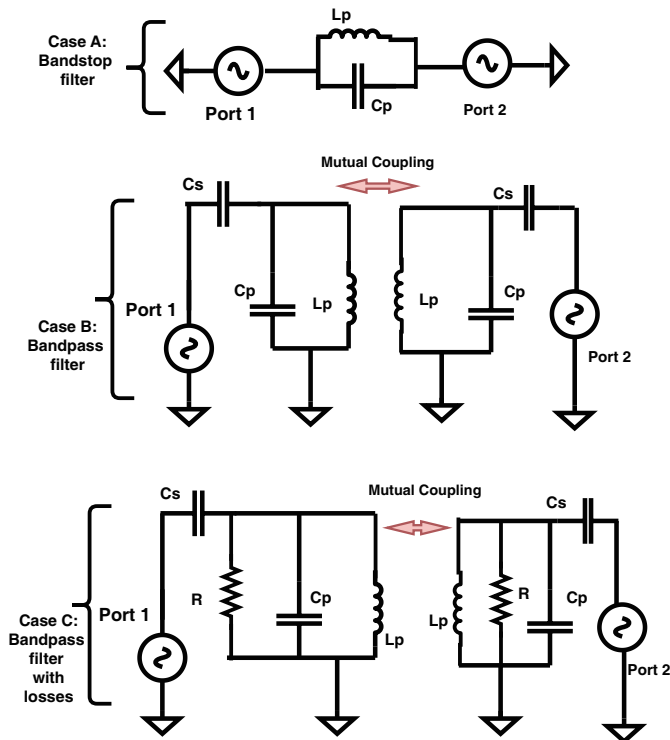 Lp
Case A:
Bandstop
filter
Cp
Port 1
Port 2
Mutual Coupling
Cs
Cs
Port 1
Cp
Lp
Lp
Cp
Case B:
Bandpass
filter
Port 2
Mutual Coupling
Cs
Cs
Case C:
Bandpass
filter
with
losses
Port 1
R
Cp
Lp
Lp
R
Cp
Port 2